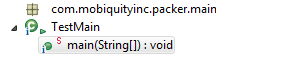 com.mobiquityinc.packer.main
TestMain
S
main(String[]) : void